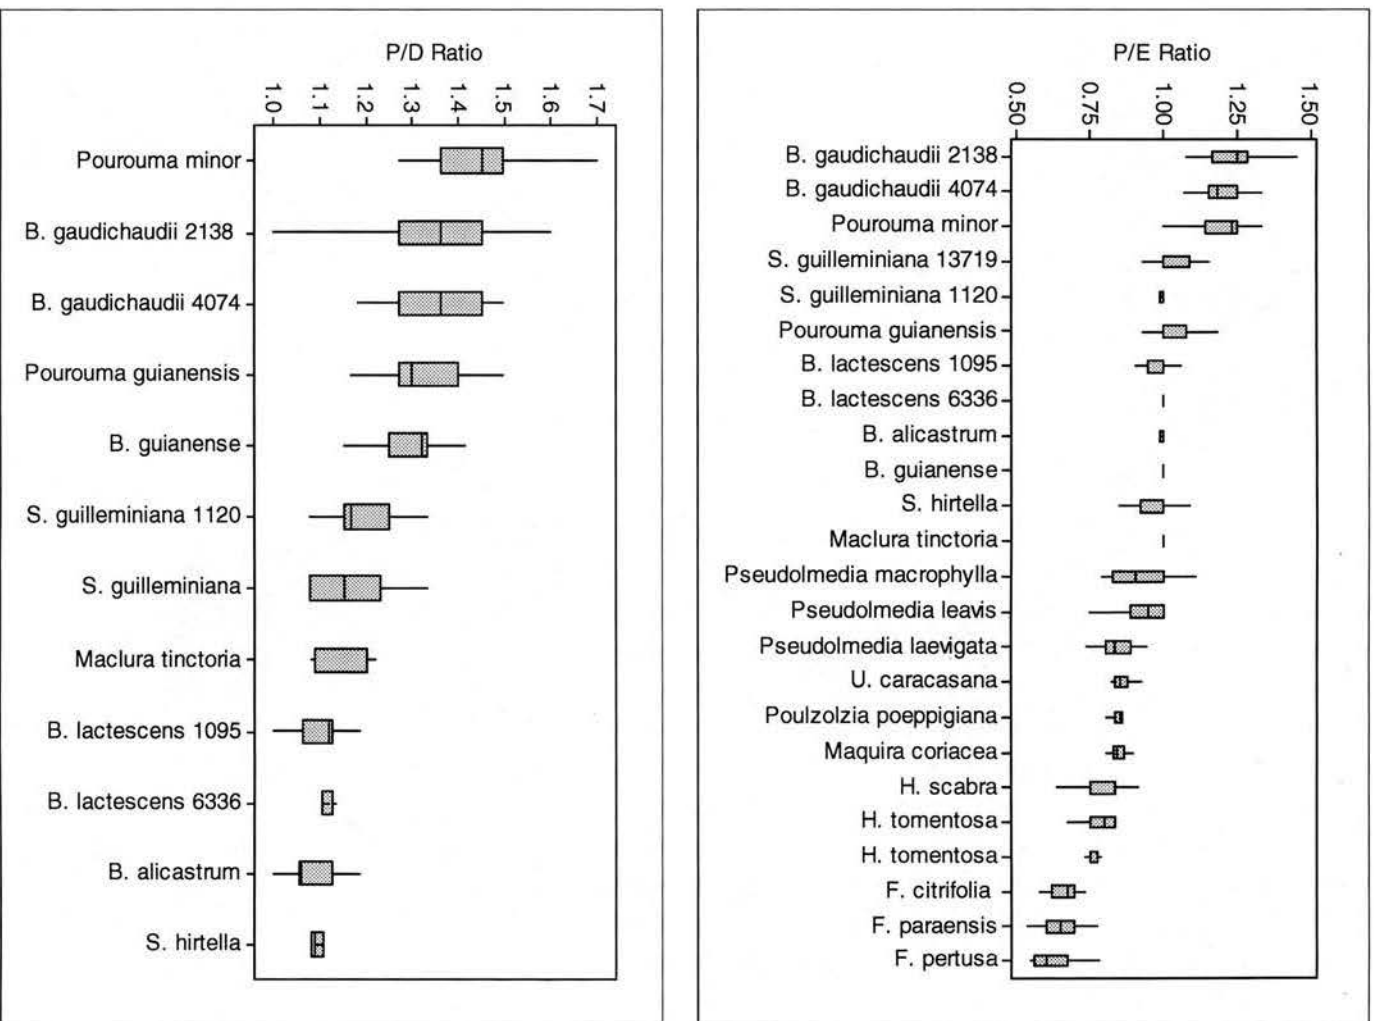 P/D Ratio
1.0 1.1 1.2 1.3 1.4 1.5 1.6 1.7
Pourouma minor
B. gaudichaudii 2138
B. gaudichaudii 4074
Pourouma guianensis
B. guianense
S. guilleminiana 1120
S. guilleminiana
Maclura tinctoria
B. lactescens 1095
B. lactescens 6336
B. alicastrum
S. hirtella
P/E Ratio
0.50 0.75 1.00 1.25 1.50
B. gaudichaudii 2138
B. gaudichaudii 4074
Pourouma minor
S. guilleminiana 13719
S. guilleminiana 1120
Pourouma guianensis
B. lactescens 1095
B. lactescens 6336
B. alicastrum
B. guianense
S. hirtella
Maclura tinctoria
Pseudolmedia macrophylla
Pseudolmedia leavis
Pseudolmedia laevigata
U. caracasana
Poulzolzia poeppigiana
Maquira coriacea
H. scabra
H. tomentosa
H. tomentosa
F. citrifolia
F. paraensis
F. pertusa